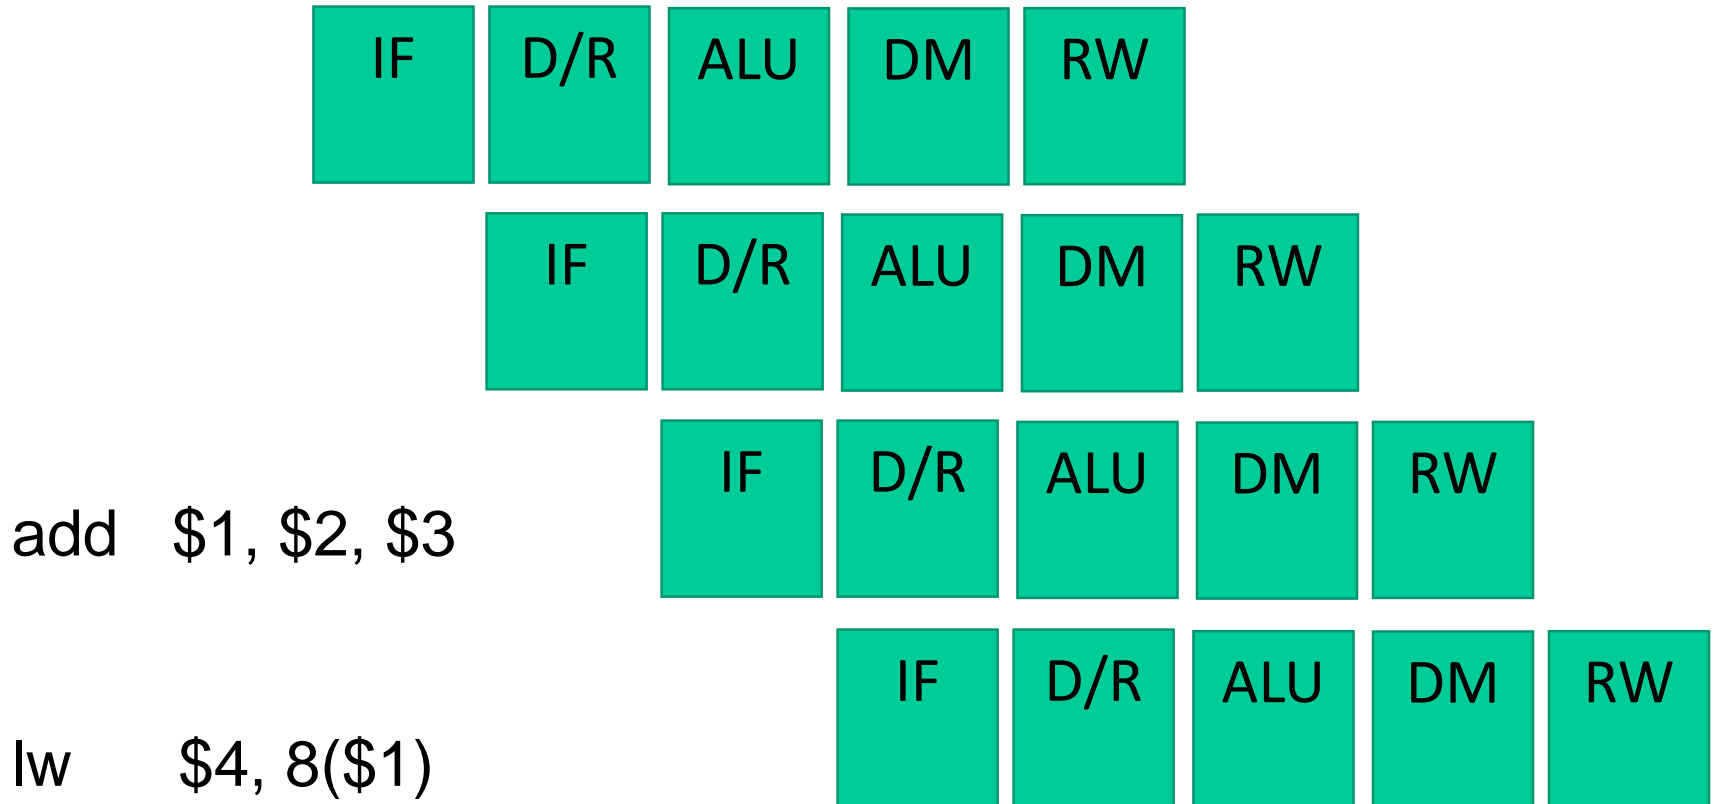 IF D/R ALU DM RW
IF D/R ALU DM RW
IF D/R ALU DM RW
add $1, $2, $3
IF D/R ALU DM RW
lw $4, 8($1)